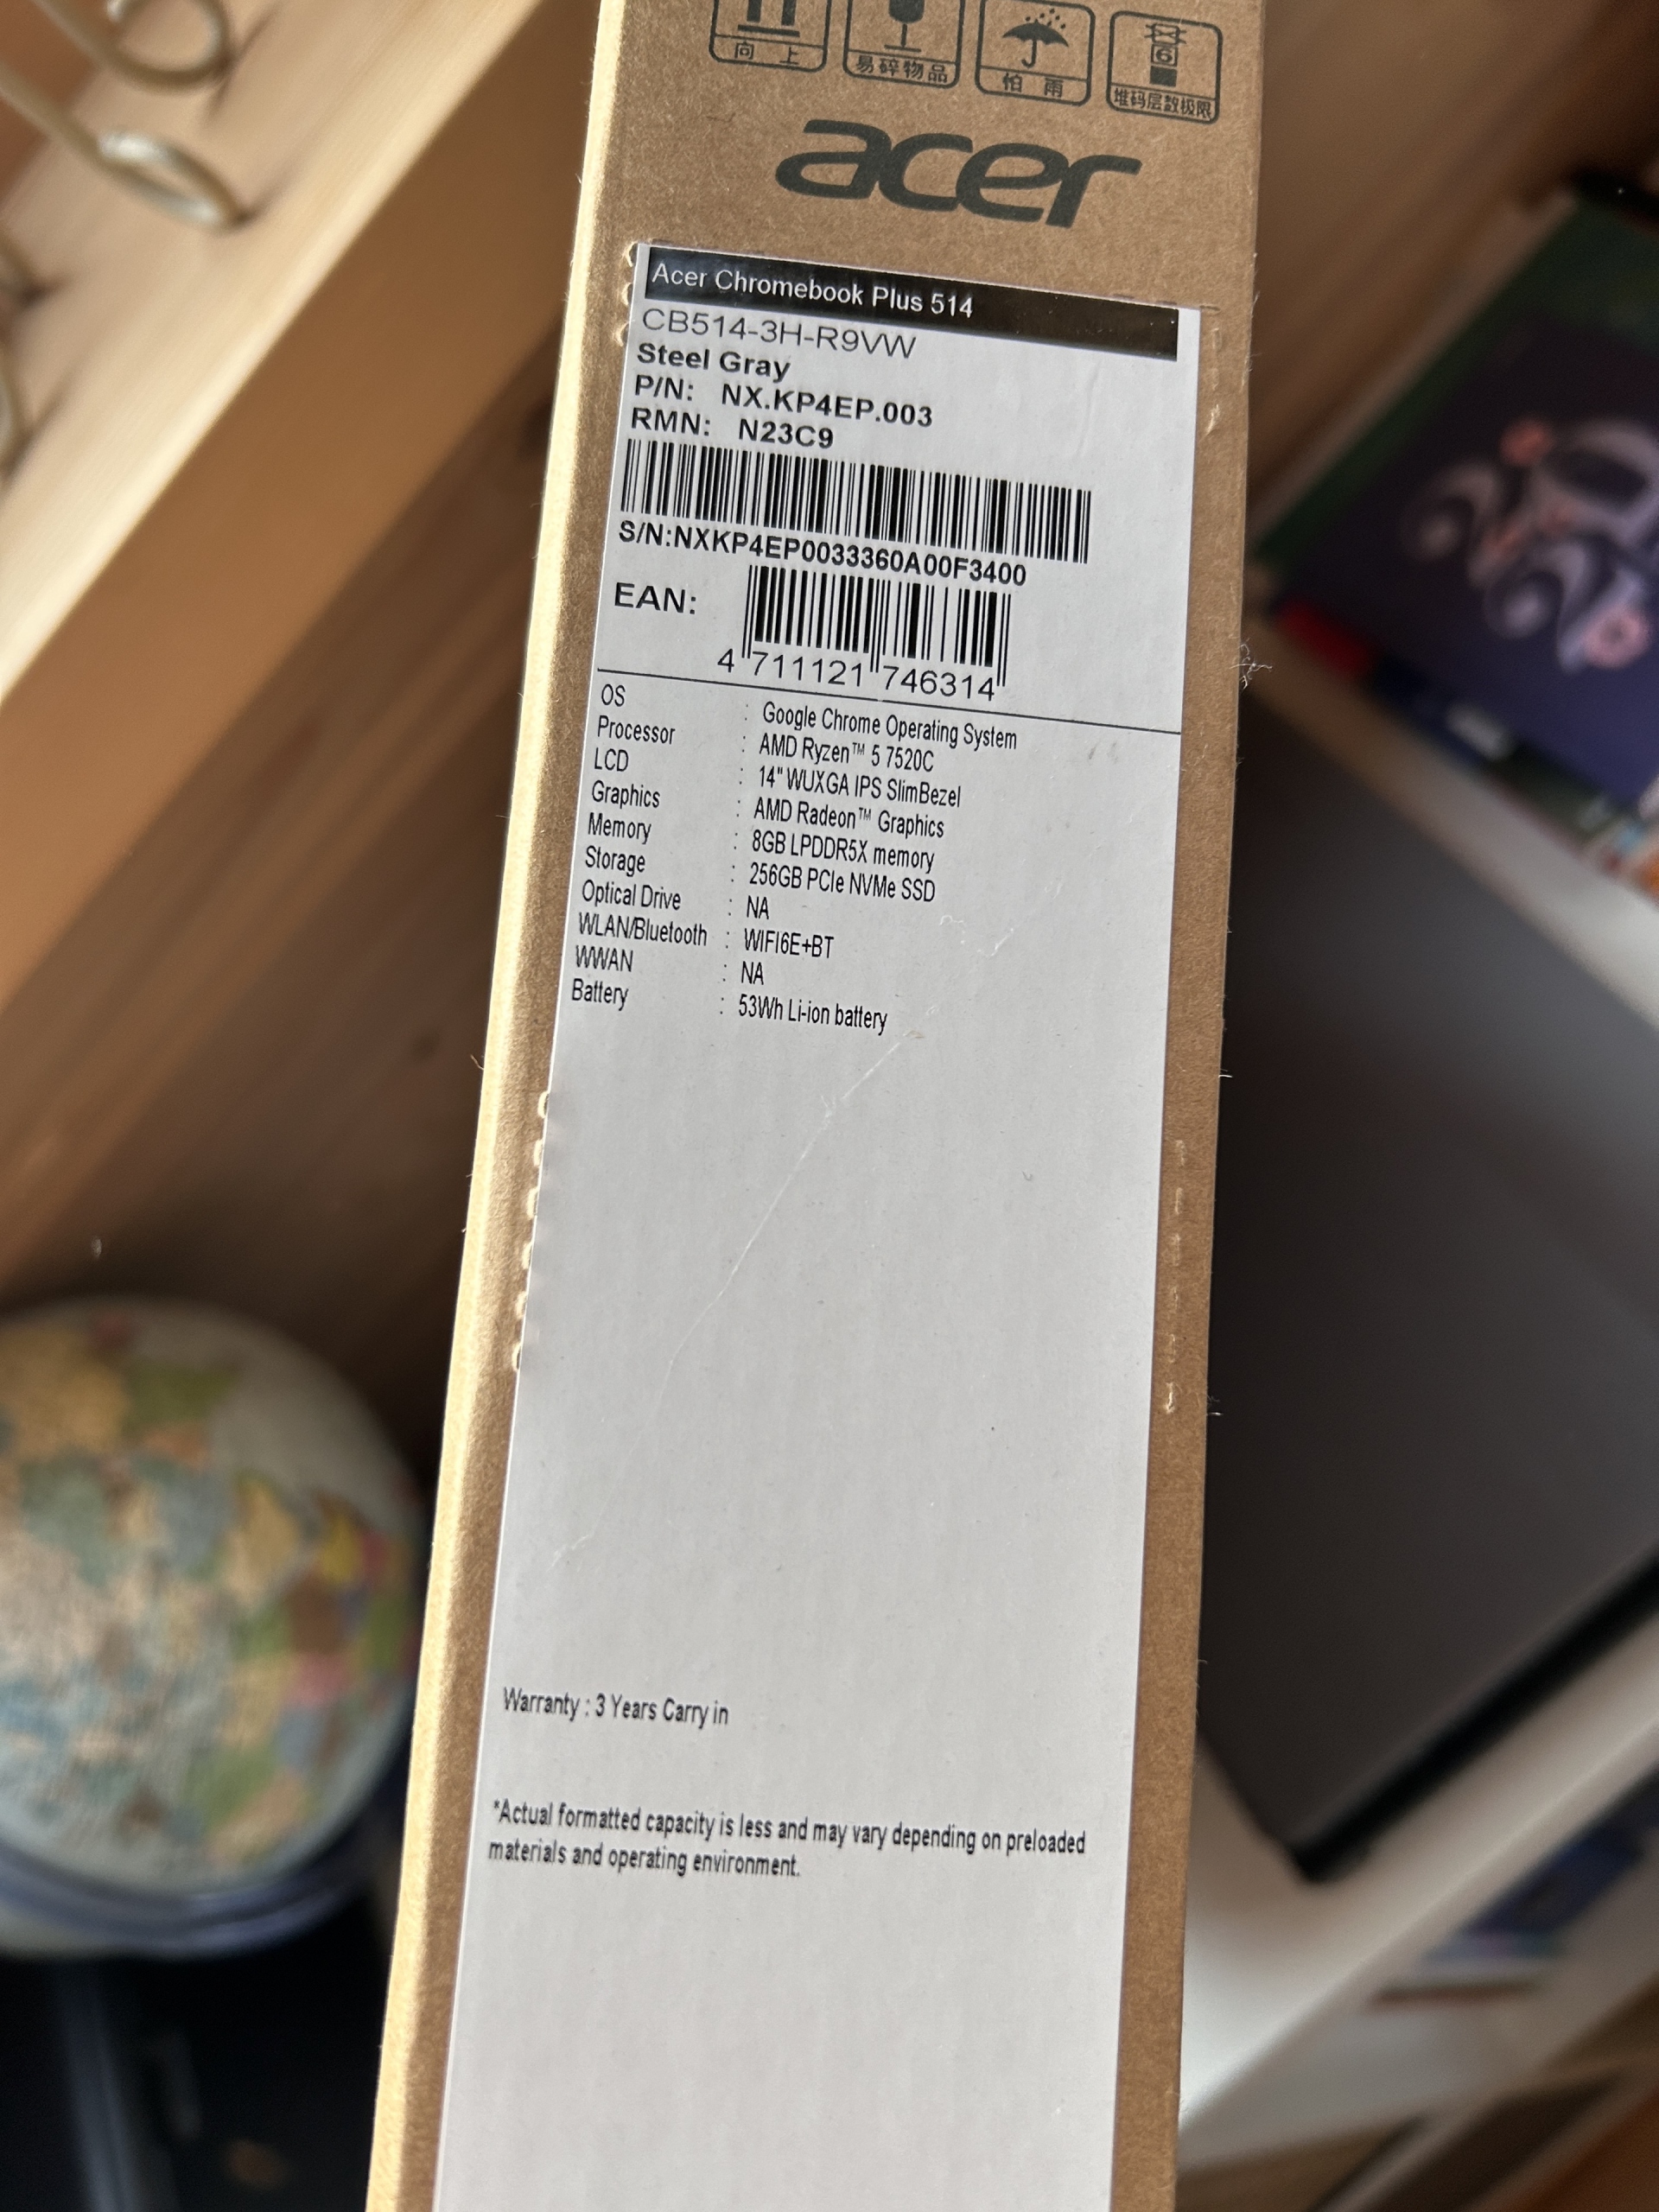 向 上
易碎物品
怕 雨
6
堆码层数极限
acer
Acer Chromebook Plus 514
CB514-3H-R9VW
Steel Gray
P/N: NX.KP4EP.003
RMN: N23C9
S/N:NXKP4EP0033360A00F3400
EAN:
4 711121 746314
OS : Google Chrome Operating System
Processor : AMD Ryzen™ 5 7520C
LCD : 14" WUXGA IPS SlimBezel
Graphics : AMD Radeon™ Graphics
Memory : 8GB LPDDR5X memory
Storage : 256GB PCIe NVMe SSD
Optical Drive : NA
WLAN/Bluetooth : WIFI6E+BT
WWAN : NA
Battery : 53Wh Li-ion battery
Warranty : 3 Years Carry in
*Actual formatted capacity is less and may vary depending on preloaded
materials and operating environment.